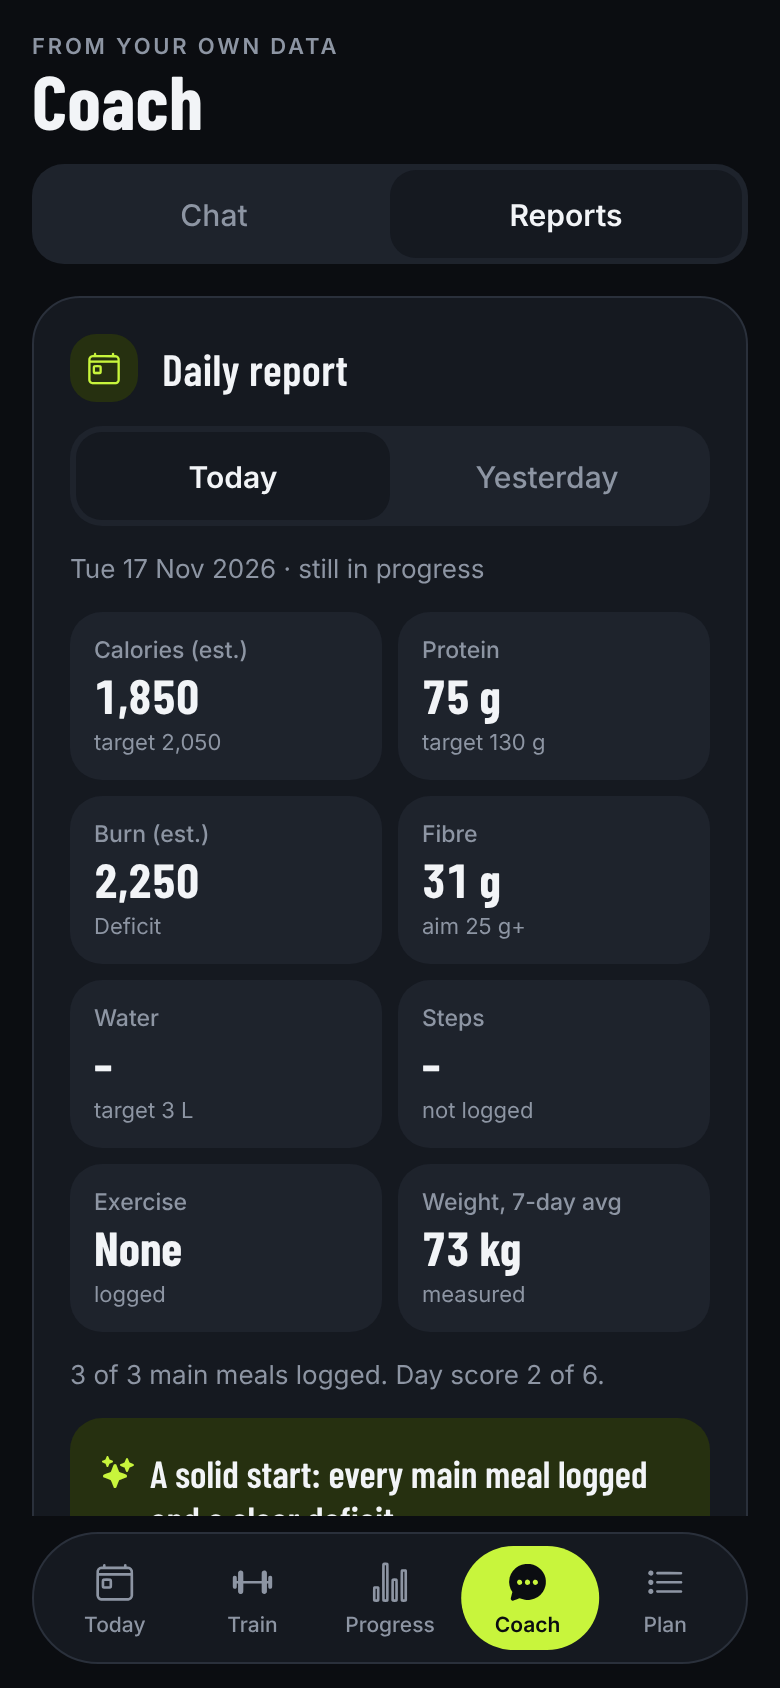 FROM YOUR OWN DATA
Coach
Chat
Reports
Daily report
Today
Yesterday
Tue 17 Nov 2026 · still in progress
Calories (est.)
1,850
target 2,050
Protein
75 g
target 130 g
Burn (est.)
2,250
Deficit
Fibre
31 g
aim 25 g+
Water
–
target 3 L
Steps
–
not logged
Exercise
None
logged
Weight, 7-day avg
73 kg
measured
3 of 3 main meals logged. Day score 2 of 6.
A solid start: every main meal logged
and a clear deficit
Today
Train
Progress
Coach
Plan